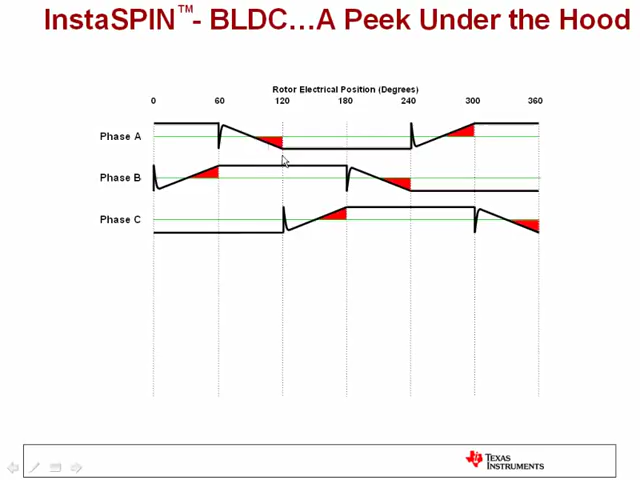 InstaSPIN™- BLDC...A Peek Under the Hood
Rotor Electrical Position (Degrees)
0 60 120 180 240 300 360
Phase A
Phase B
Phase C
TEXAS
INSTRUMENTS